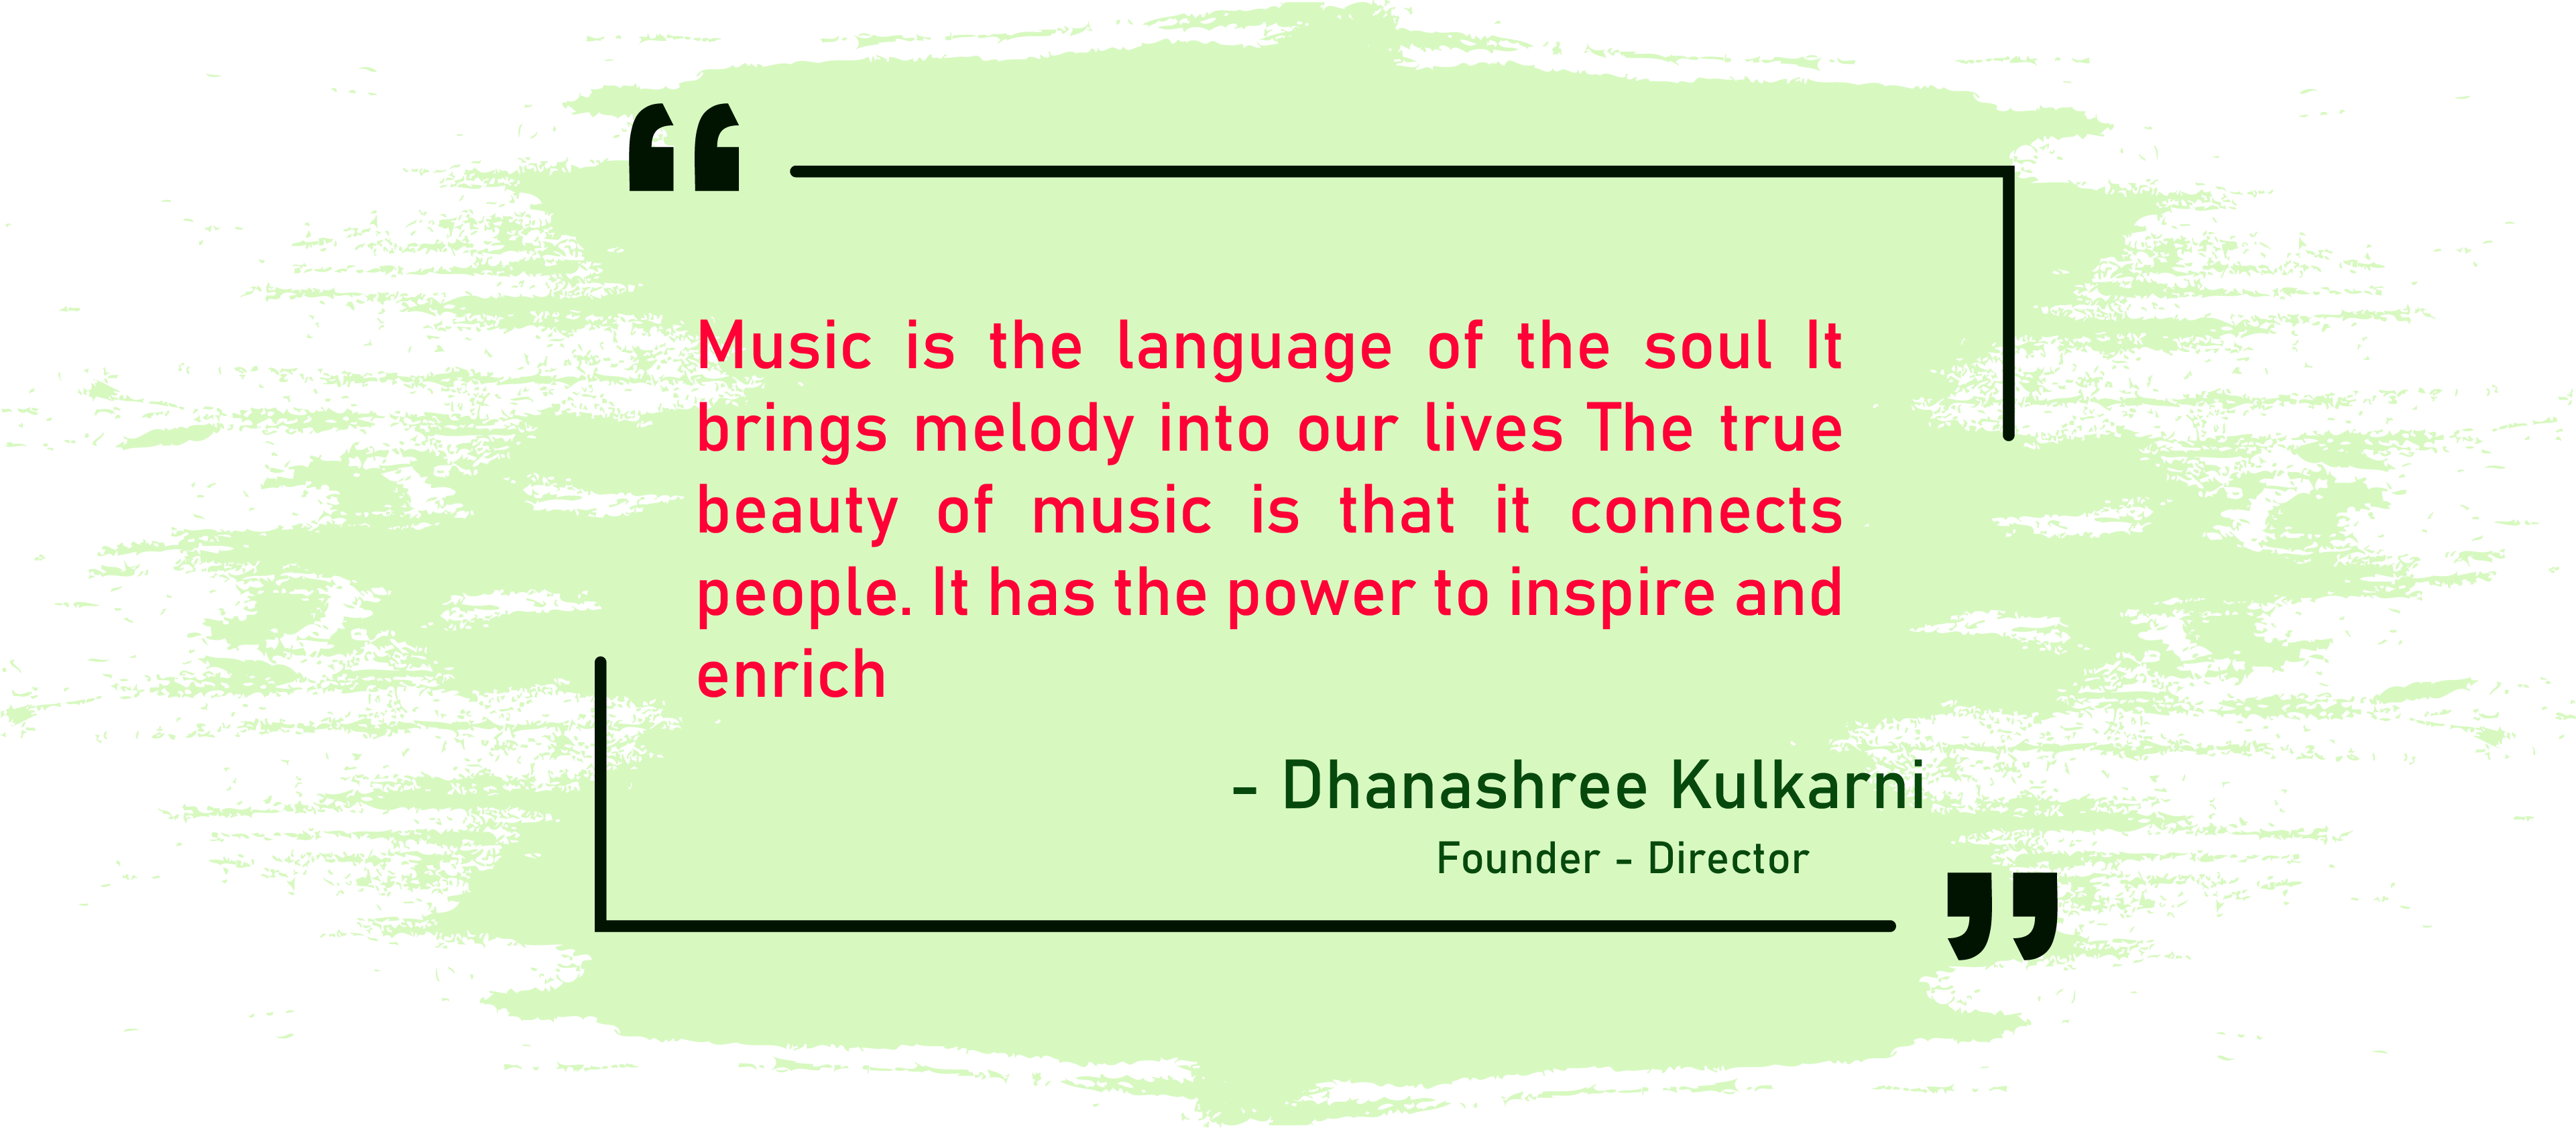 “
Music is the language of the soul It
brings melody into our lives The true
beauty of music is that it connects
people. It has the power to inspire and
enrich
- Dhanashree Kulkarni
Founder - Director
”